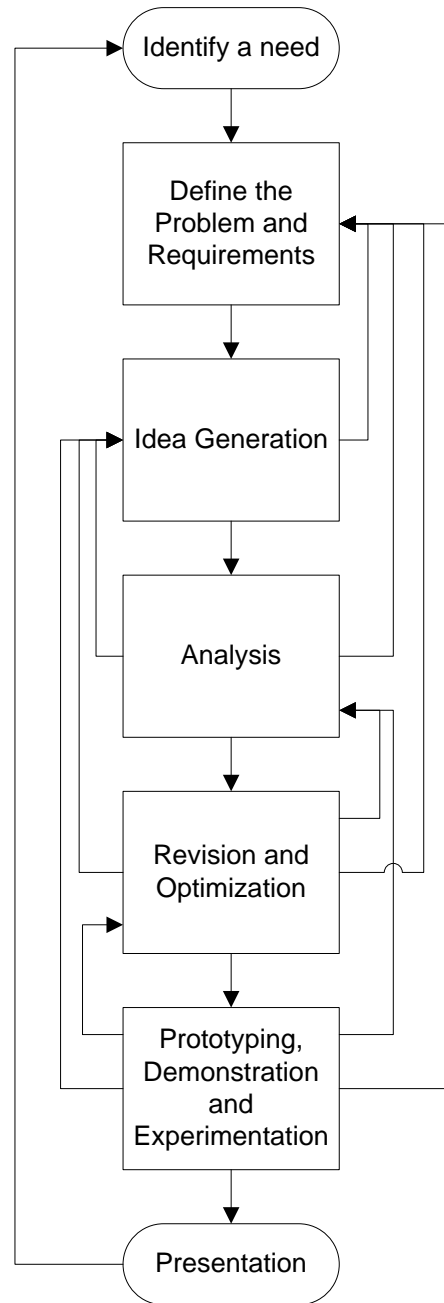 Identify a need
Define the
Problem and
Requirements
Idea Generation
Analysis
Revision and
Optimization
Prototyping,
Demonstration
and
Experimentation
Presentation